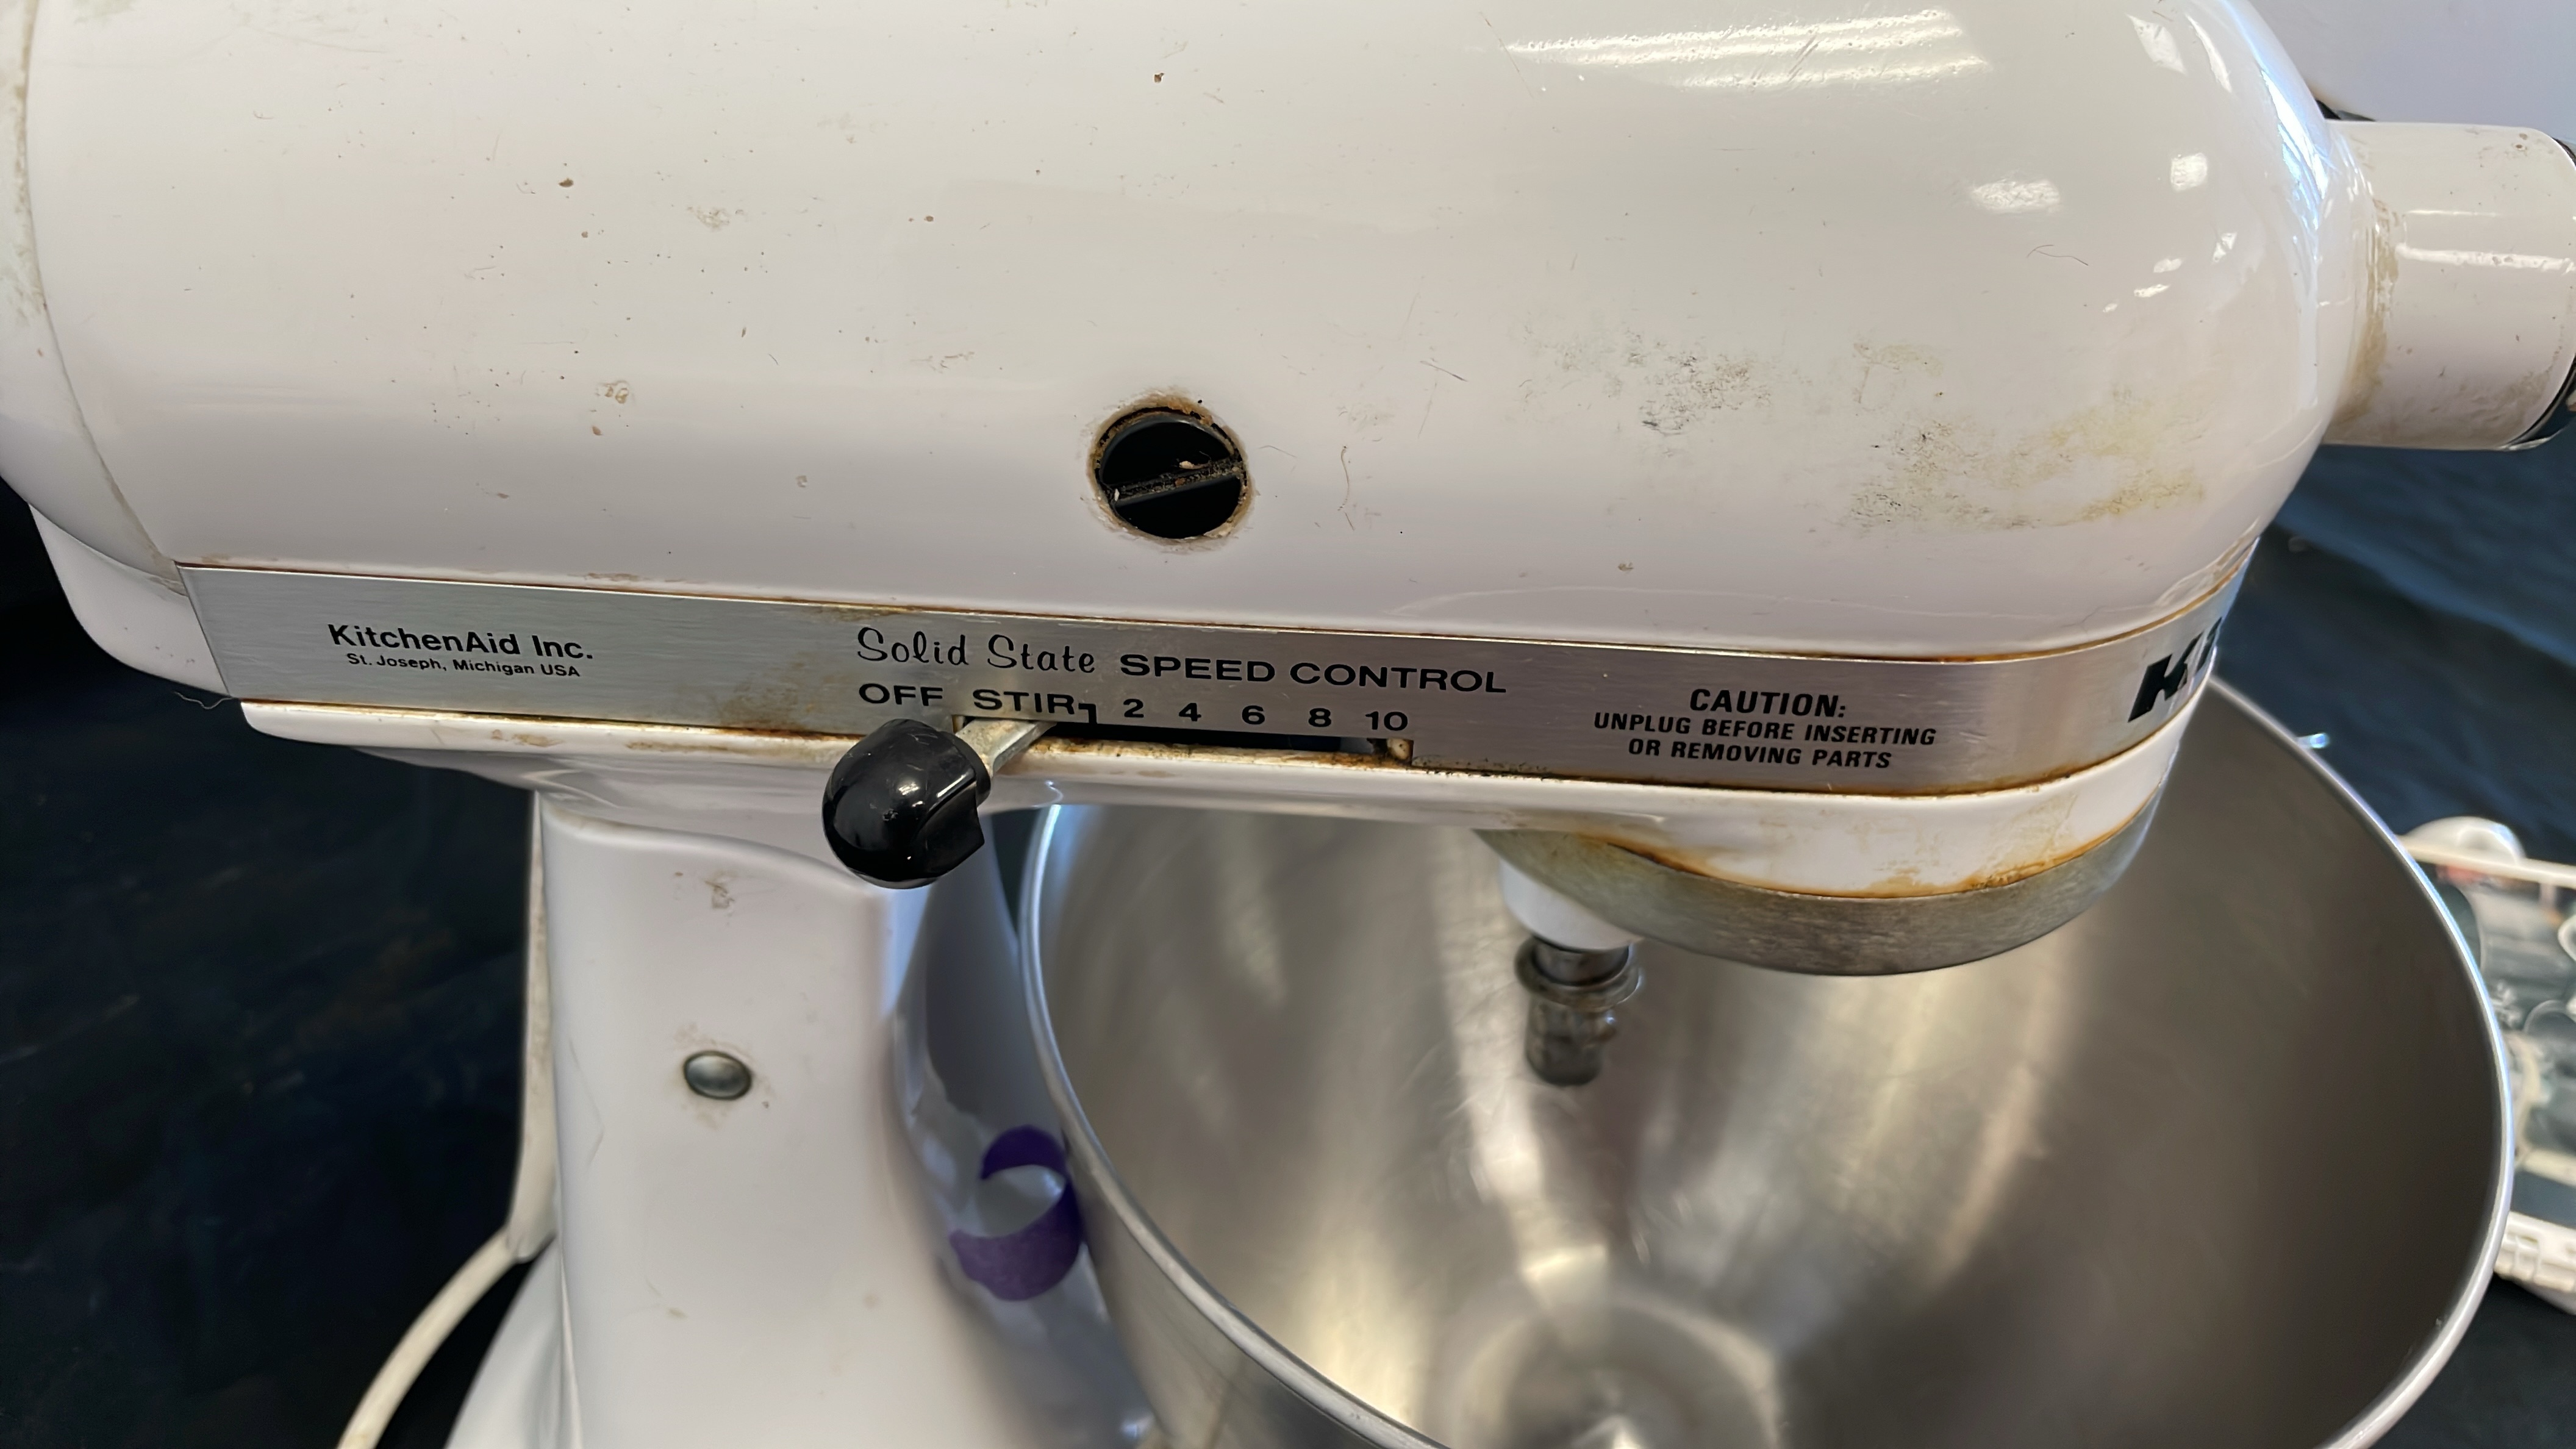 KitchenAid Inc.
St. Joseph, Michigan USA
Solid State SPEED CONTROL
OFF STIR 2 4 6 8 10
CAUTION:
UNPLUG BEFORE INSERTING
OR REMOVING PARTS